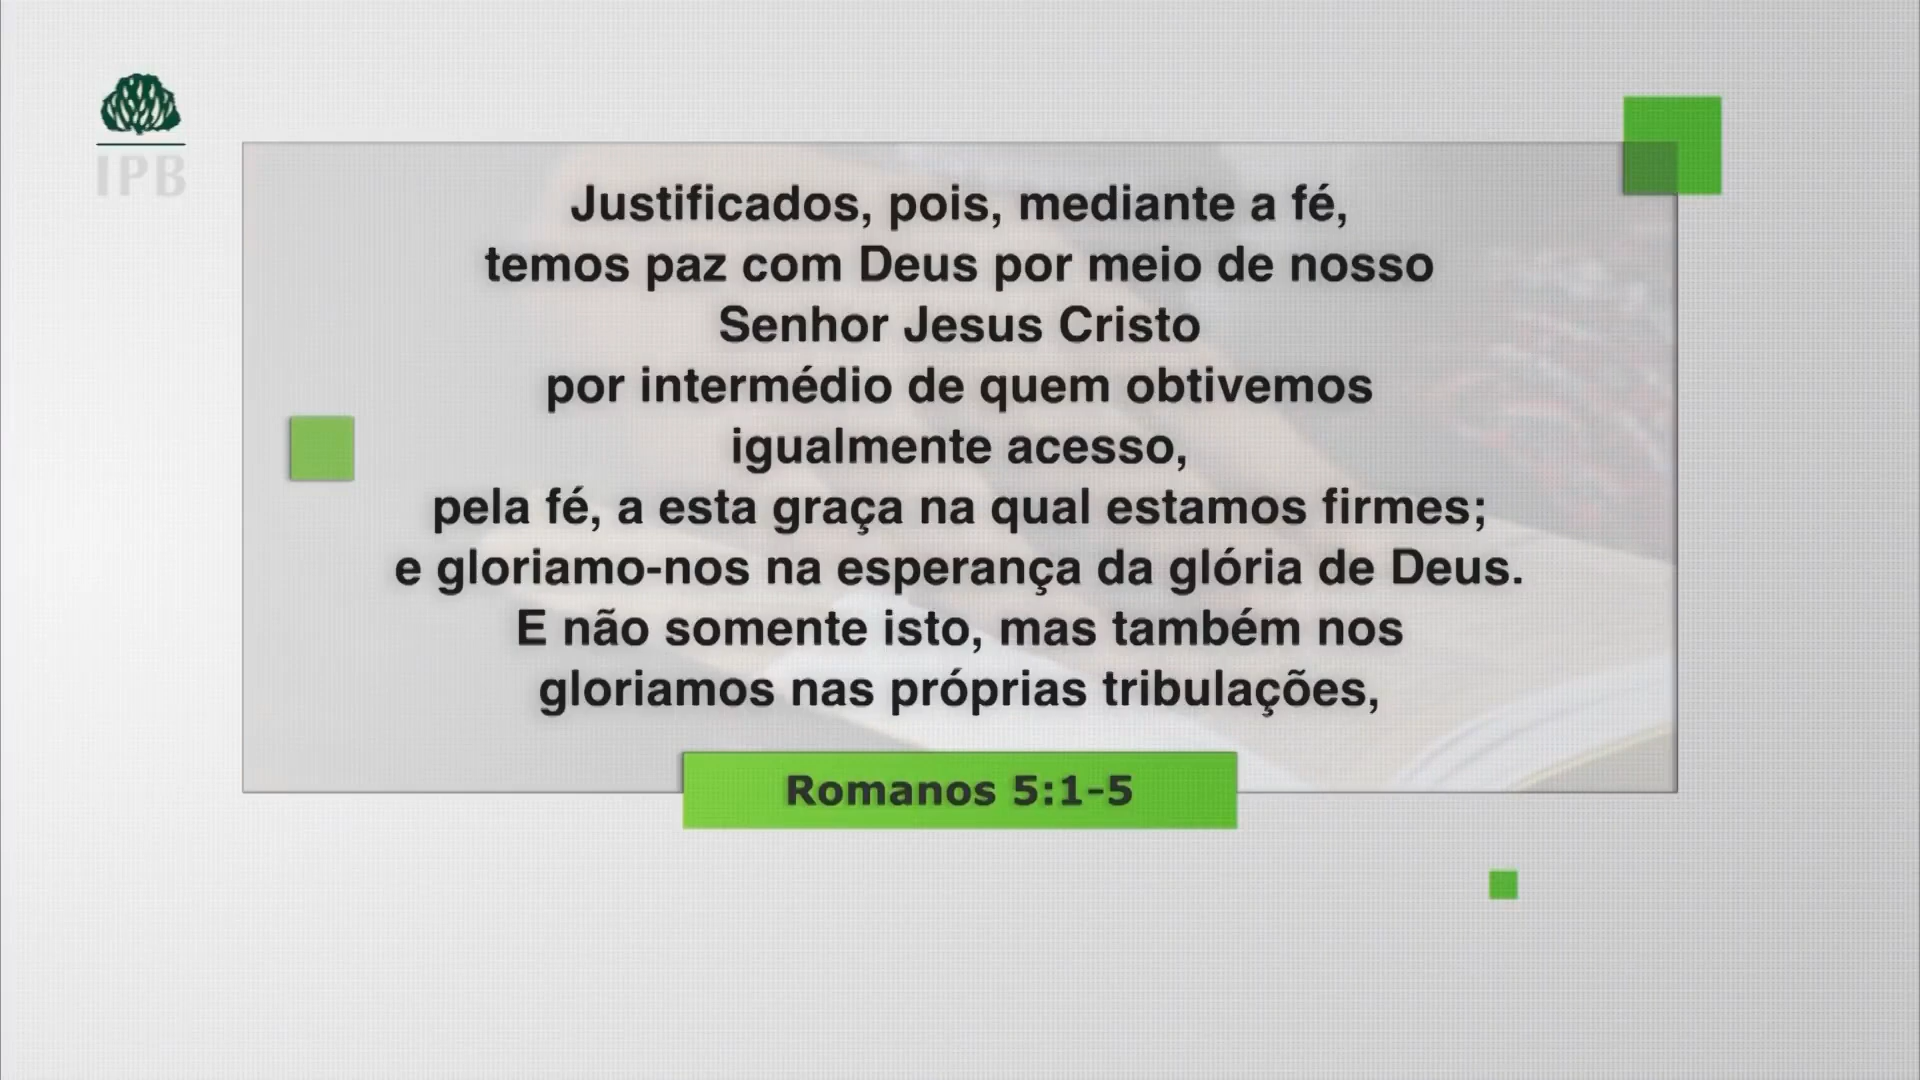 IPB
Justificados, pois, mediante a fé,
temos paz com Deus por meio de nosso
Senhor Jesus Cristo
por intermédio de quem obtivemos
igualmente acesso,
pela fé, a esta graça na qual estamos firmes;
e gloriamo-nos na esperança da glória de Deus.
E não somente isto, mas também nos
gloriamos nas próprias tribulações,
Romanos 5:1-5